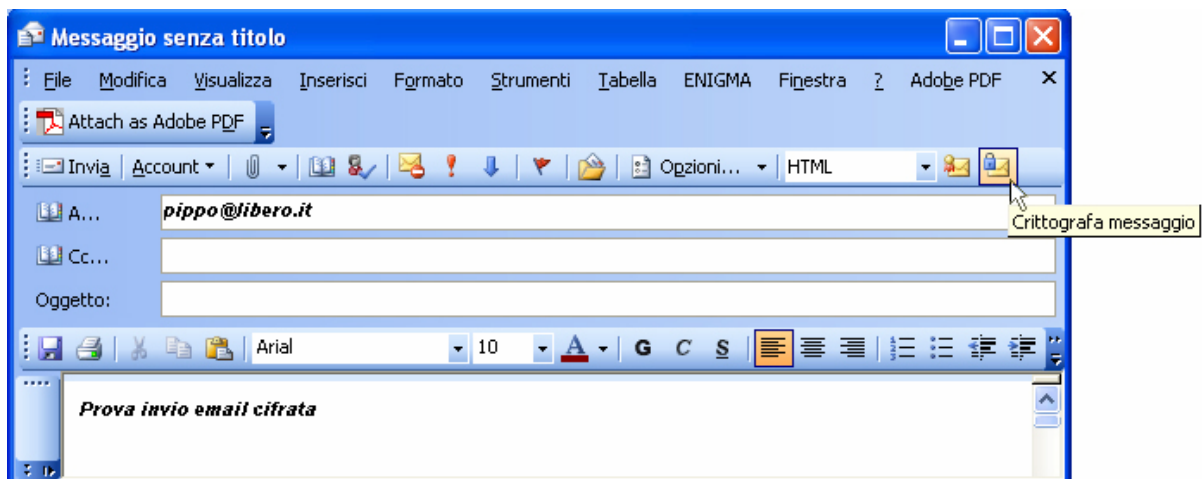 Messaggio senza titolo
File Modifica Visualizza Inserisci Formato Strumenti Tabella ENIGMA Finestra ? Adobe PDF
Attach as Adobe PDF
Invia Account Opzioni... HTML
A... pippo@libero.it
Crittografa messaggio
Cc...
Oggetto:
Arial 10 A G C S
Prova invio email cifrata